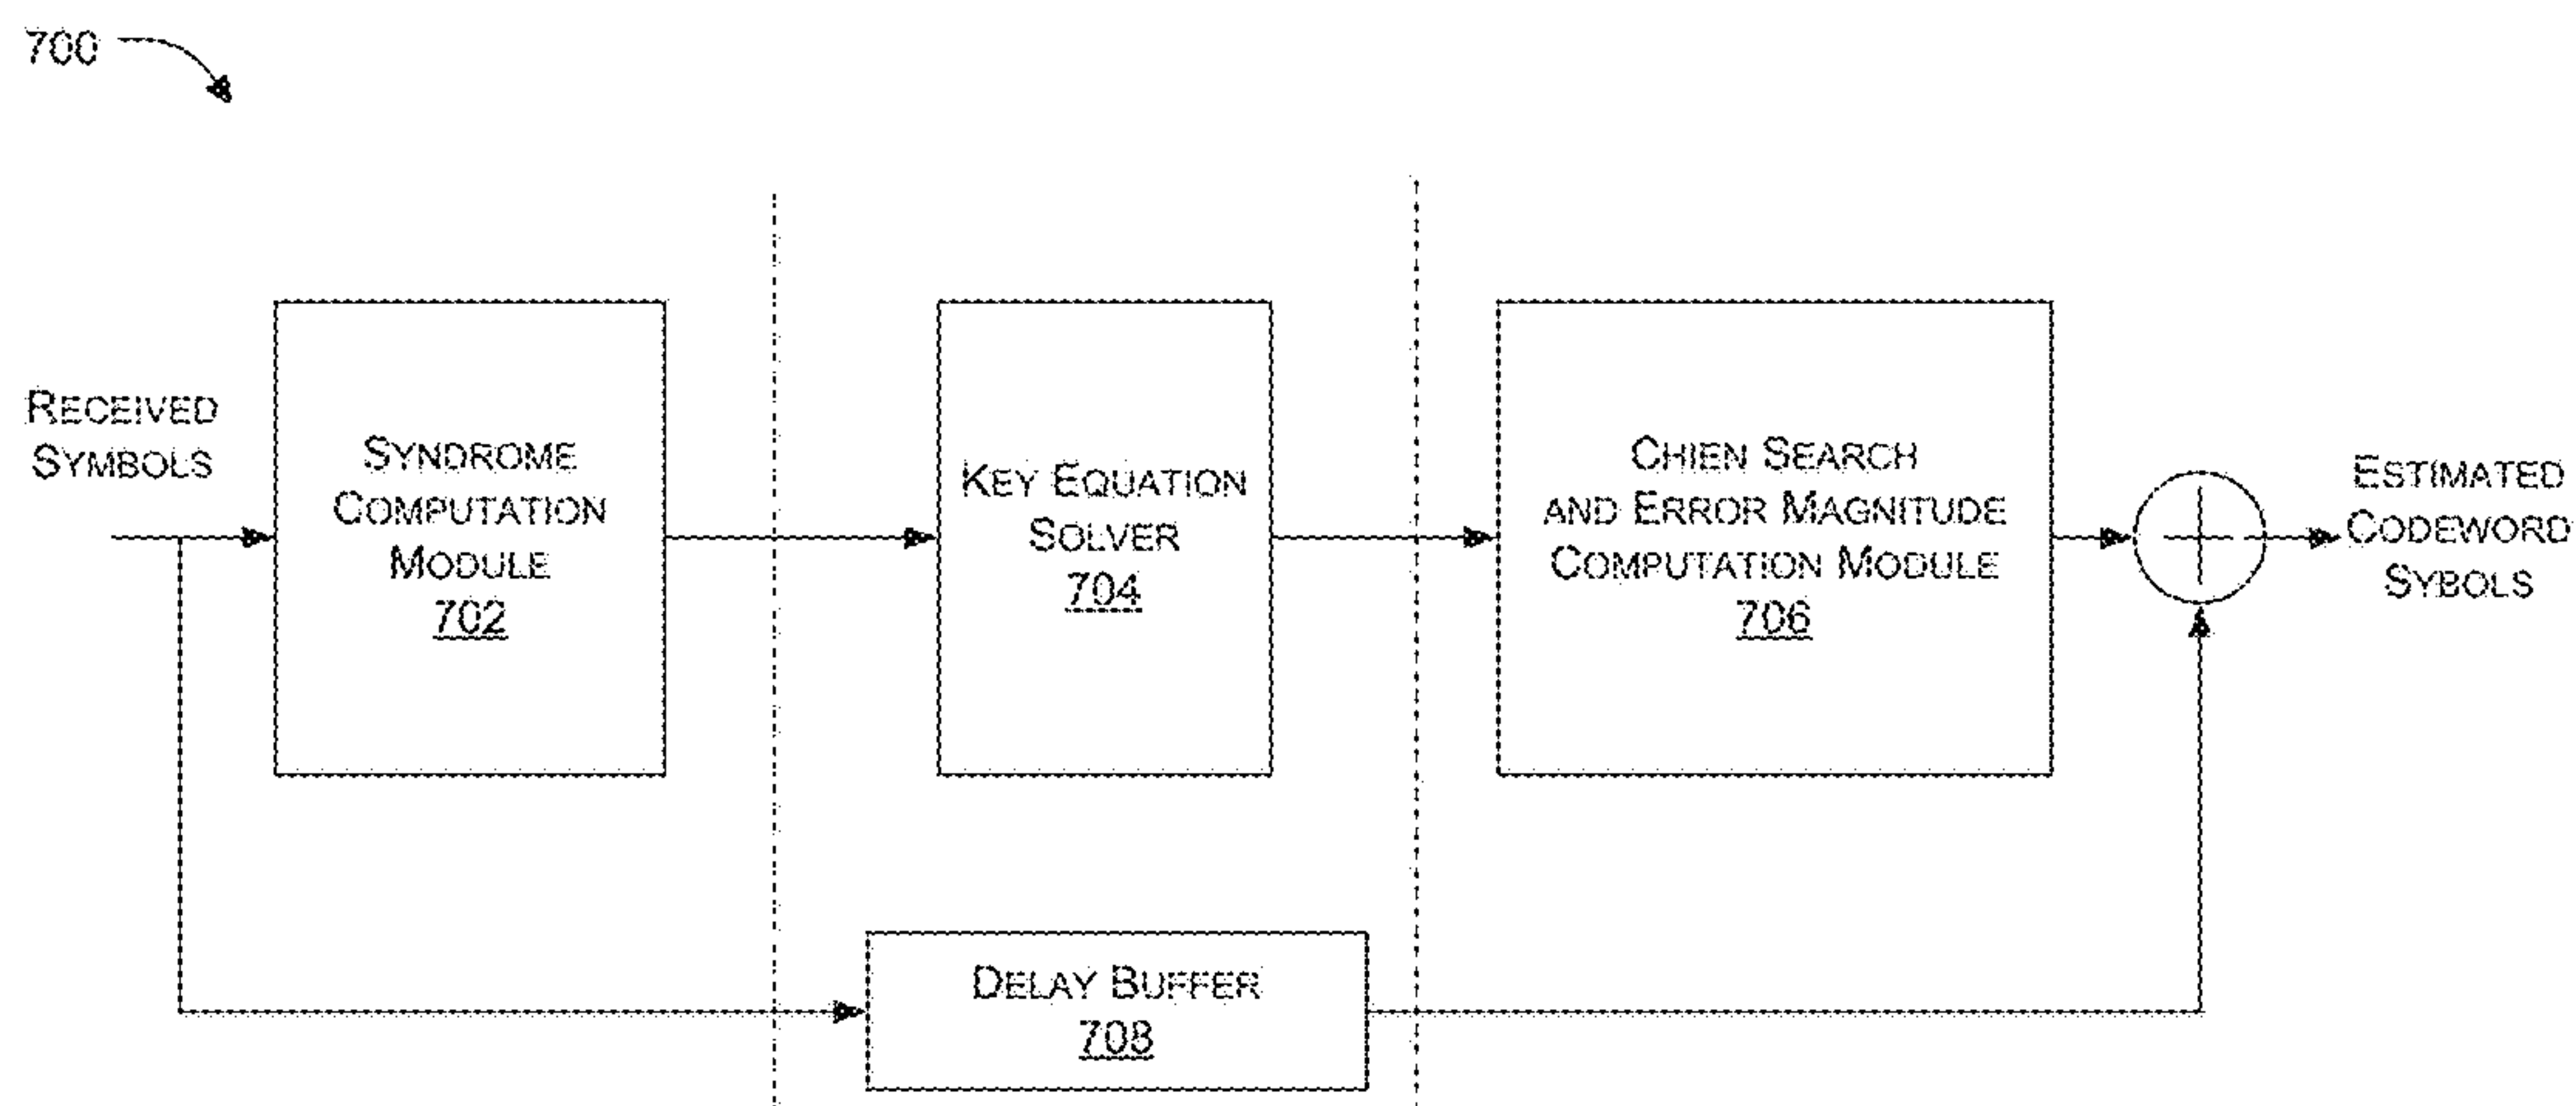 700
RECEIVED
SYMBOLS
SYNDROME
COMPUTATION
MODULE
702
KEY EQUATION
SOLVER
704
CHIEN SEARCH
AND ERROR MAGNITUDE
COMPUTATION MODULE
706
ESTIMATED
CODEWORD
SYBOLS
DELAY BUFFER
708